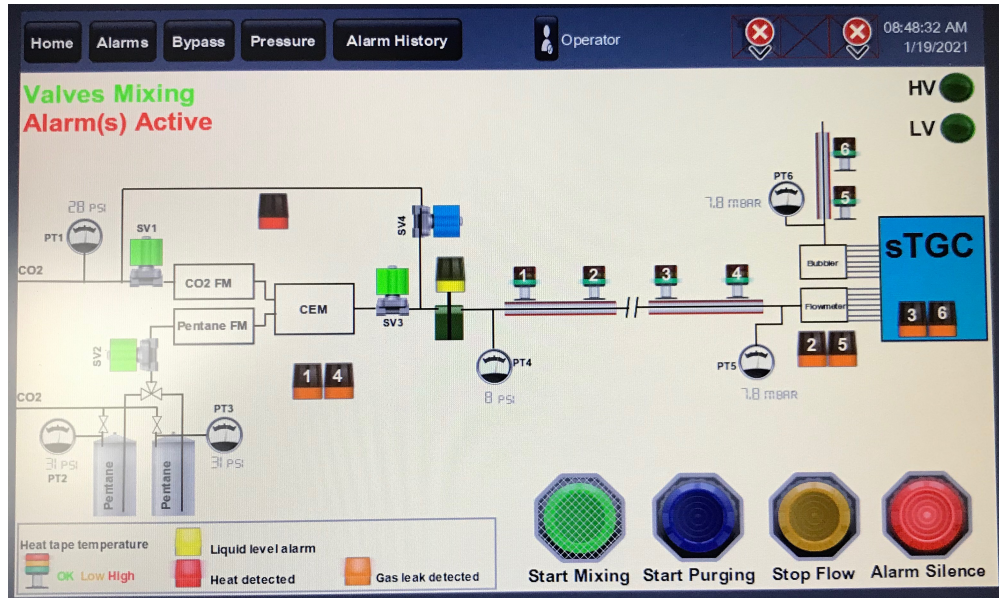 Home
Alarms
Bypass
Pressure
Alarm History
Operator
08:48:32 AM
1/19/2021
Valves Mixing
Alarm(s) Active
HV
LV
6
5
PT6
7.8 mBAR
28 PSI
PT1
SV1
SV4
CO2
CO2 FM
CEM
Pentane FM
SV3
SV2
1
2
3
4
Bubbler
sTGC
Flowmeter
3
6
2
5
PT4
8 PSI
PT5
7.8 mBAR
1
4
CO2
PT3
31 PSI
PT2
31 PSI
Pentane
Pentane
Heat tape temperature
OK Low High
Liquid level alarm
Heat detected
Gas leak detected
Start Mixing
Start Purging
Stop Flow
Alarm Silence